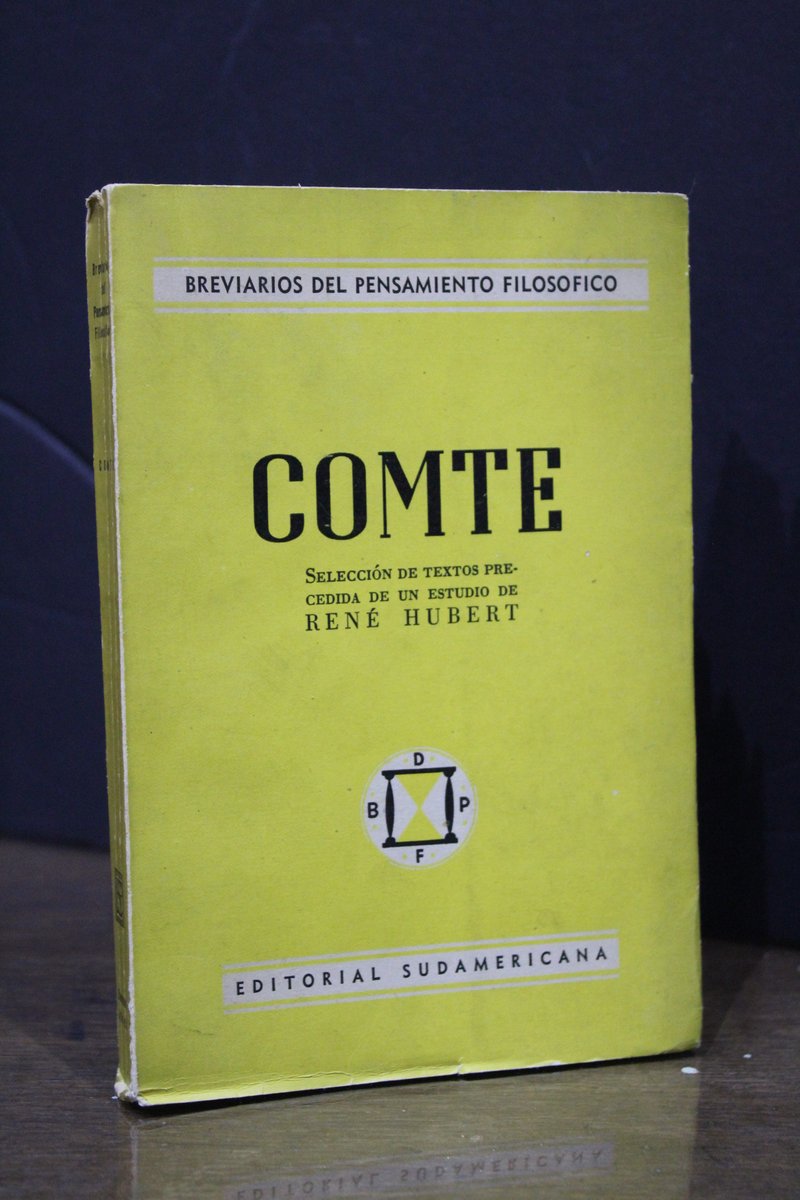 BREVIARIOS DEL PENSAMIENTO FILOSOFICO
COMTE
SELECCIÓN DE TEXTOS PRE-
CEDIDA DE UN ESTUDIO DE
RENÉ HUBERT
D
B P
F
EDITORIAL SUDAMERICANA